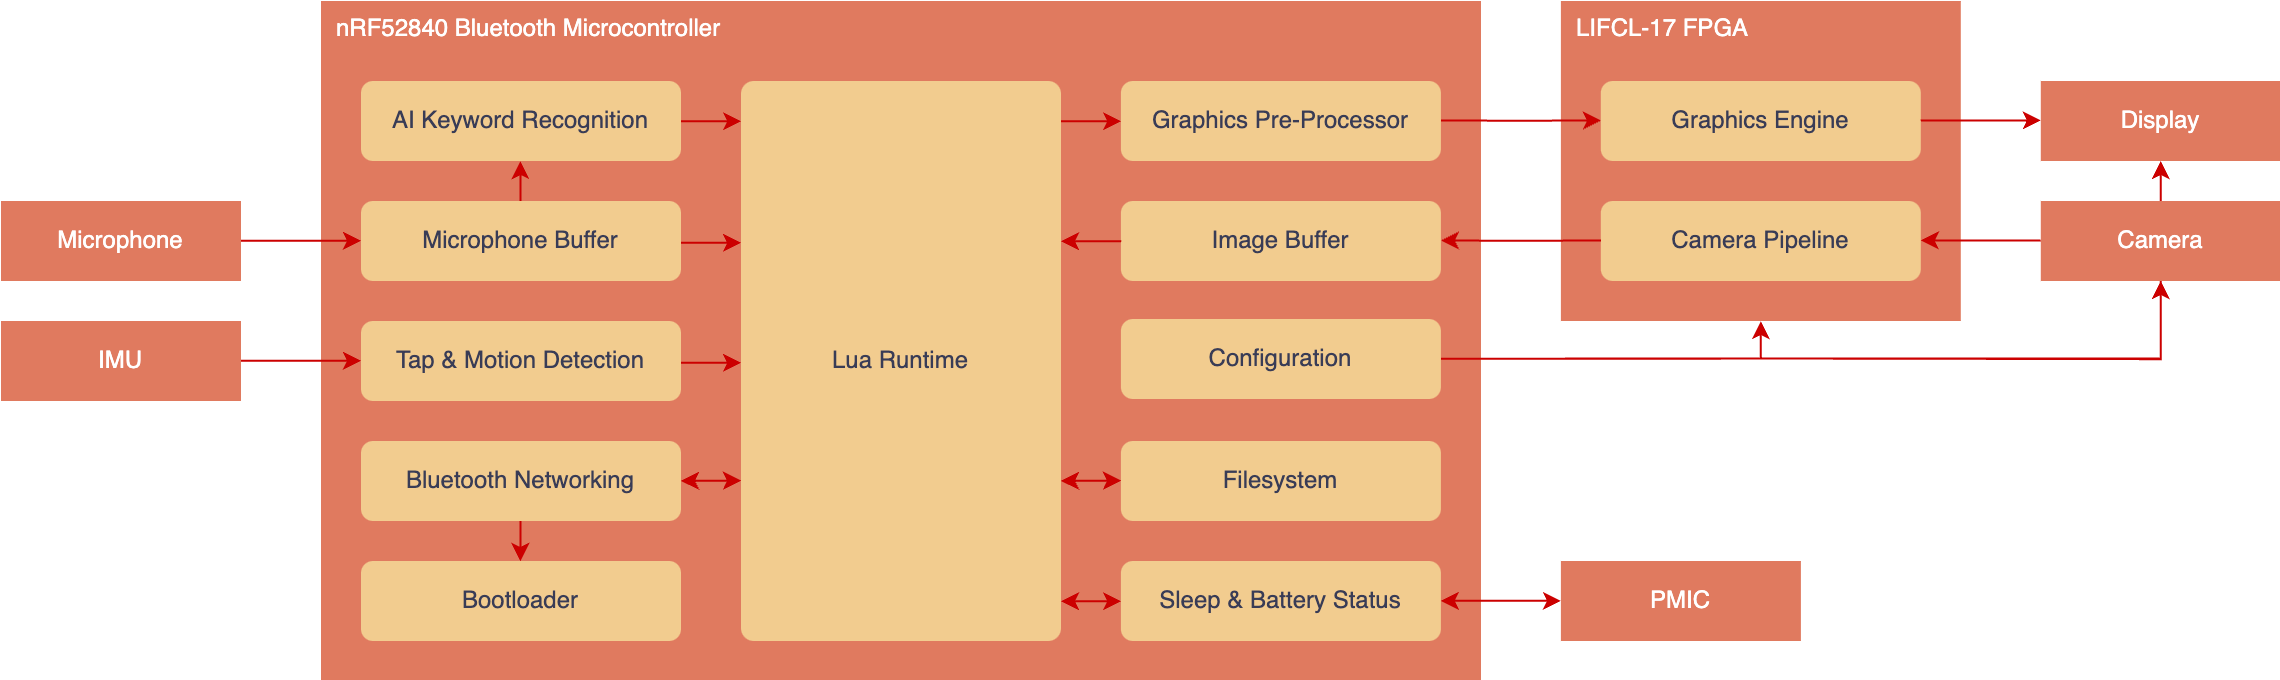 nRF52840 Bluetooth Microcontroller
LIFCL-17 FPGA
AI Keyword Recognition
Graphics Pre-Processor
Graphics Engine
Display
Microphone
Microphone Buffer
Image Buffer
Camera Pipeline
Camera
IMU
Tap & Motion Detection
Lua Runtime
Configuration
Bluetooth Networking
Filesystem
Bootloader
Sleep & Battery Status
PMIC